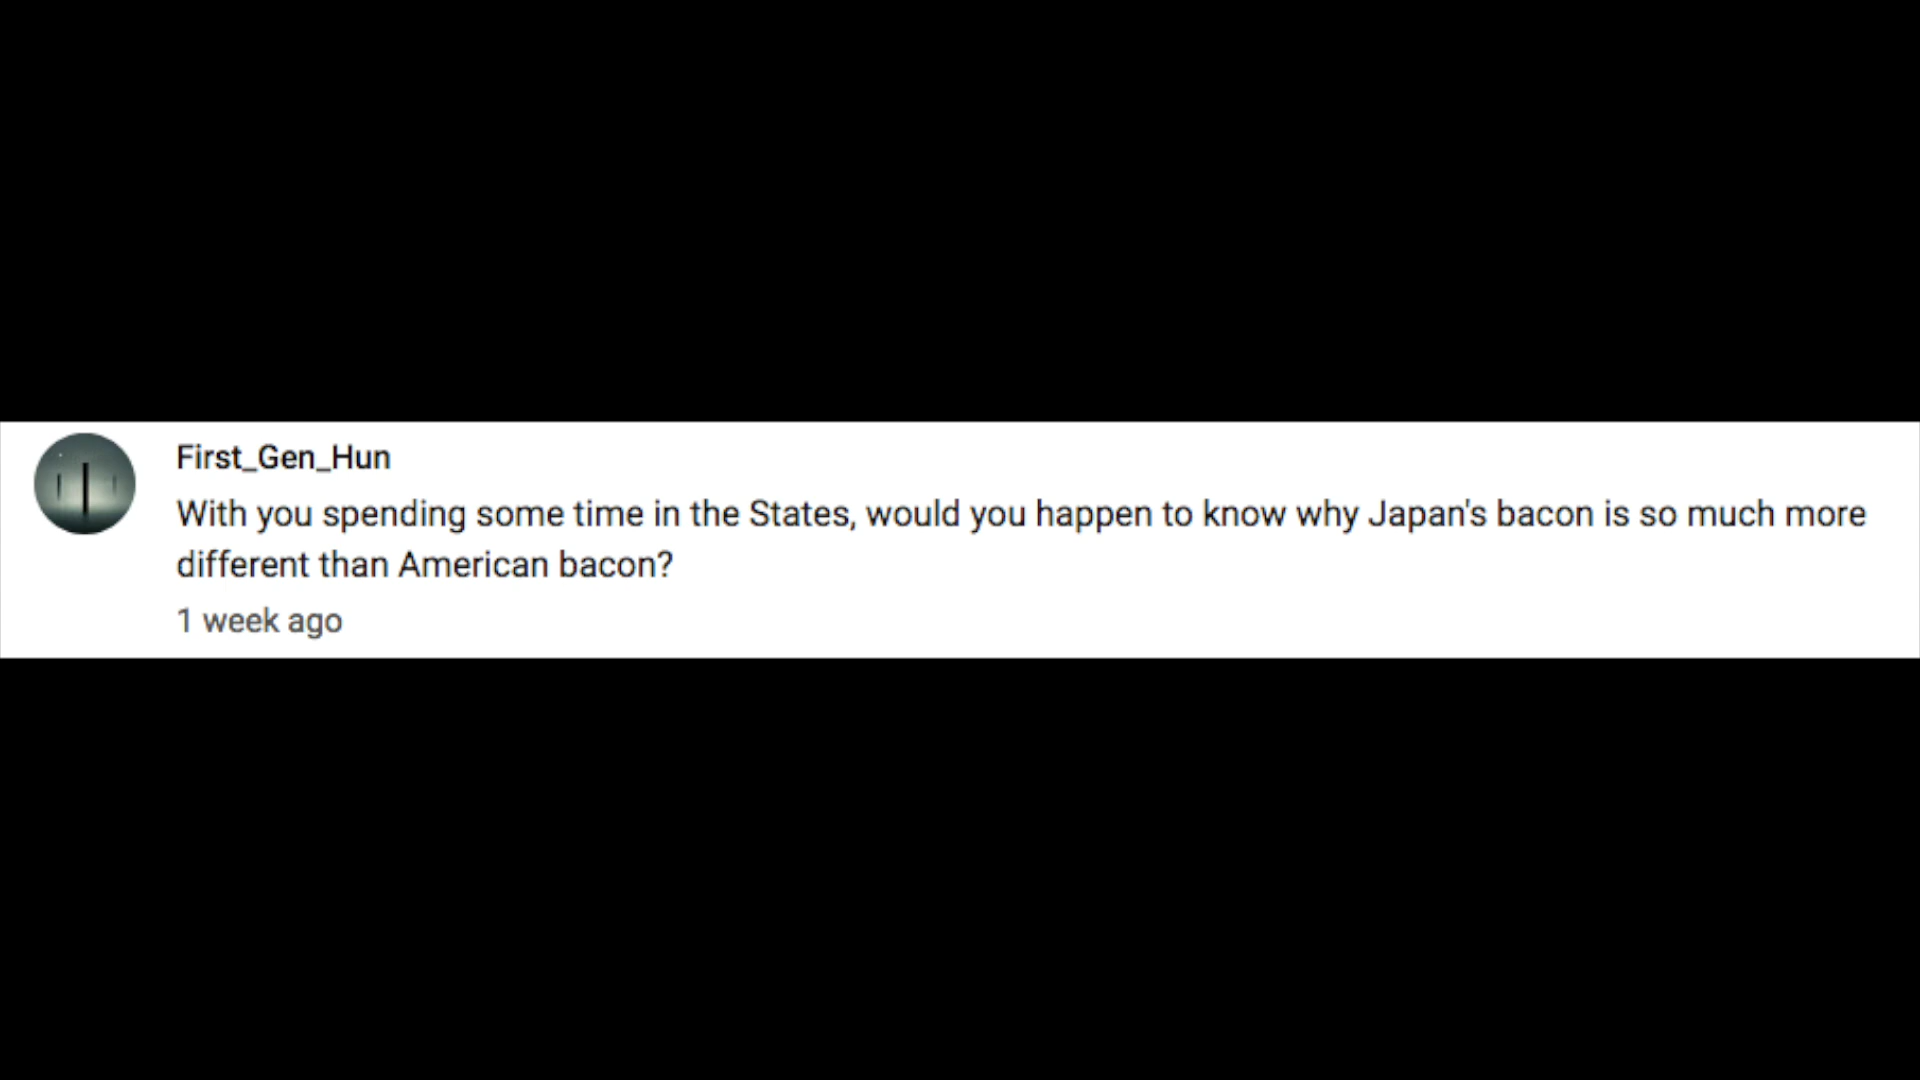 First_Gen_Hun
With you spending some time in the States, would you happen to know why Japan's bacon is so much more
different than American bacon?
1 week ago